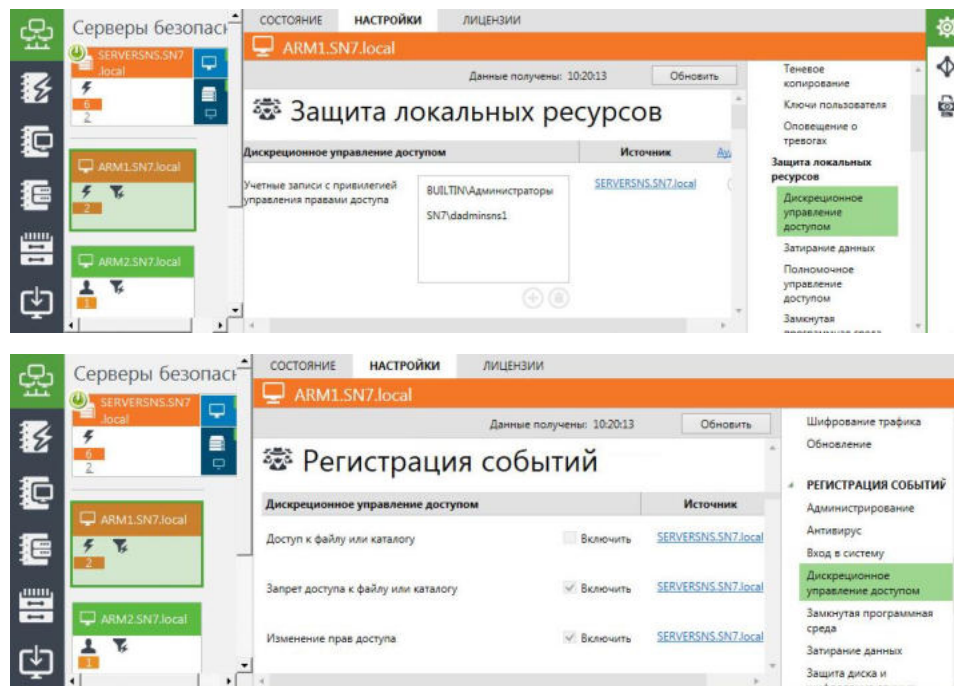 СОСТОЯНИЕ НАСТРОЙКИ ЛИЦЕНЗИИ
Серверы безопасн
SERVERSNS.SN7
.local
6
2
ARM1.SN7.local
2
ARM2.SN7.local
1
ARM1.SN7.local
Данные получены: 10:20:13 Обновить
Защита локальных ресурсов
Дискреционное управление доступом Источник Ау
Учетные записи с привилегией
управления правами доступа
BUILTIN\Администраторы
SN7\dadminsns1
SERVERSNS.SN7.local
Теневое
копирование
Ключи пользователя
Оповещение о
тревогах
Защита локальных
ресурсов
Дискреционное
управление
доступом
Затирание данных
Полномочное
управление
доступом
Замкнутая
программная среда
СОСТОЯНИЕ НАСТРОЙКИ ЛИЦЕНЗИИ
Серверы безопасн
SERVERSNS.SN7
.local
6
2
ARM1.SN7.local
2
ARM2.SN7.local
1
ARM1.SN7.local
Данные получены: 10:20:13 Обновить
Регистрация событий
Дискреционное управление доступом Источник
Доступ к файлу или каталогу Включить SERVERSNS.SN7.local
Запрет доступа к файлу или каталогу Включить SERVERSNS.SN7.local
Изменение прав доступа Включить SERVERSNS.SN7.local
Шифрование трафика
Обновление
РЕГИСТРАЦИЯ СОБЫТИЙ
Администрирование
Антивирус
Вход в систему
Дискреционное
управление доступом
Замкнутая программная
среда
Затирание данных
Защита диска и